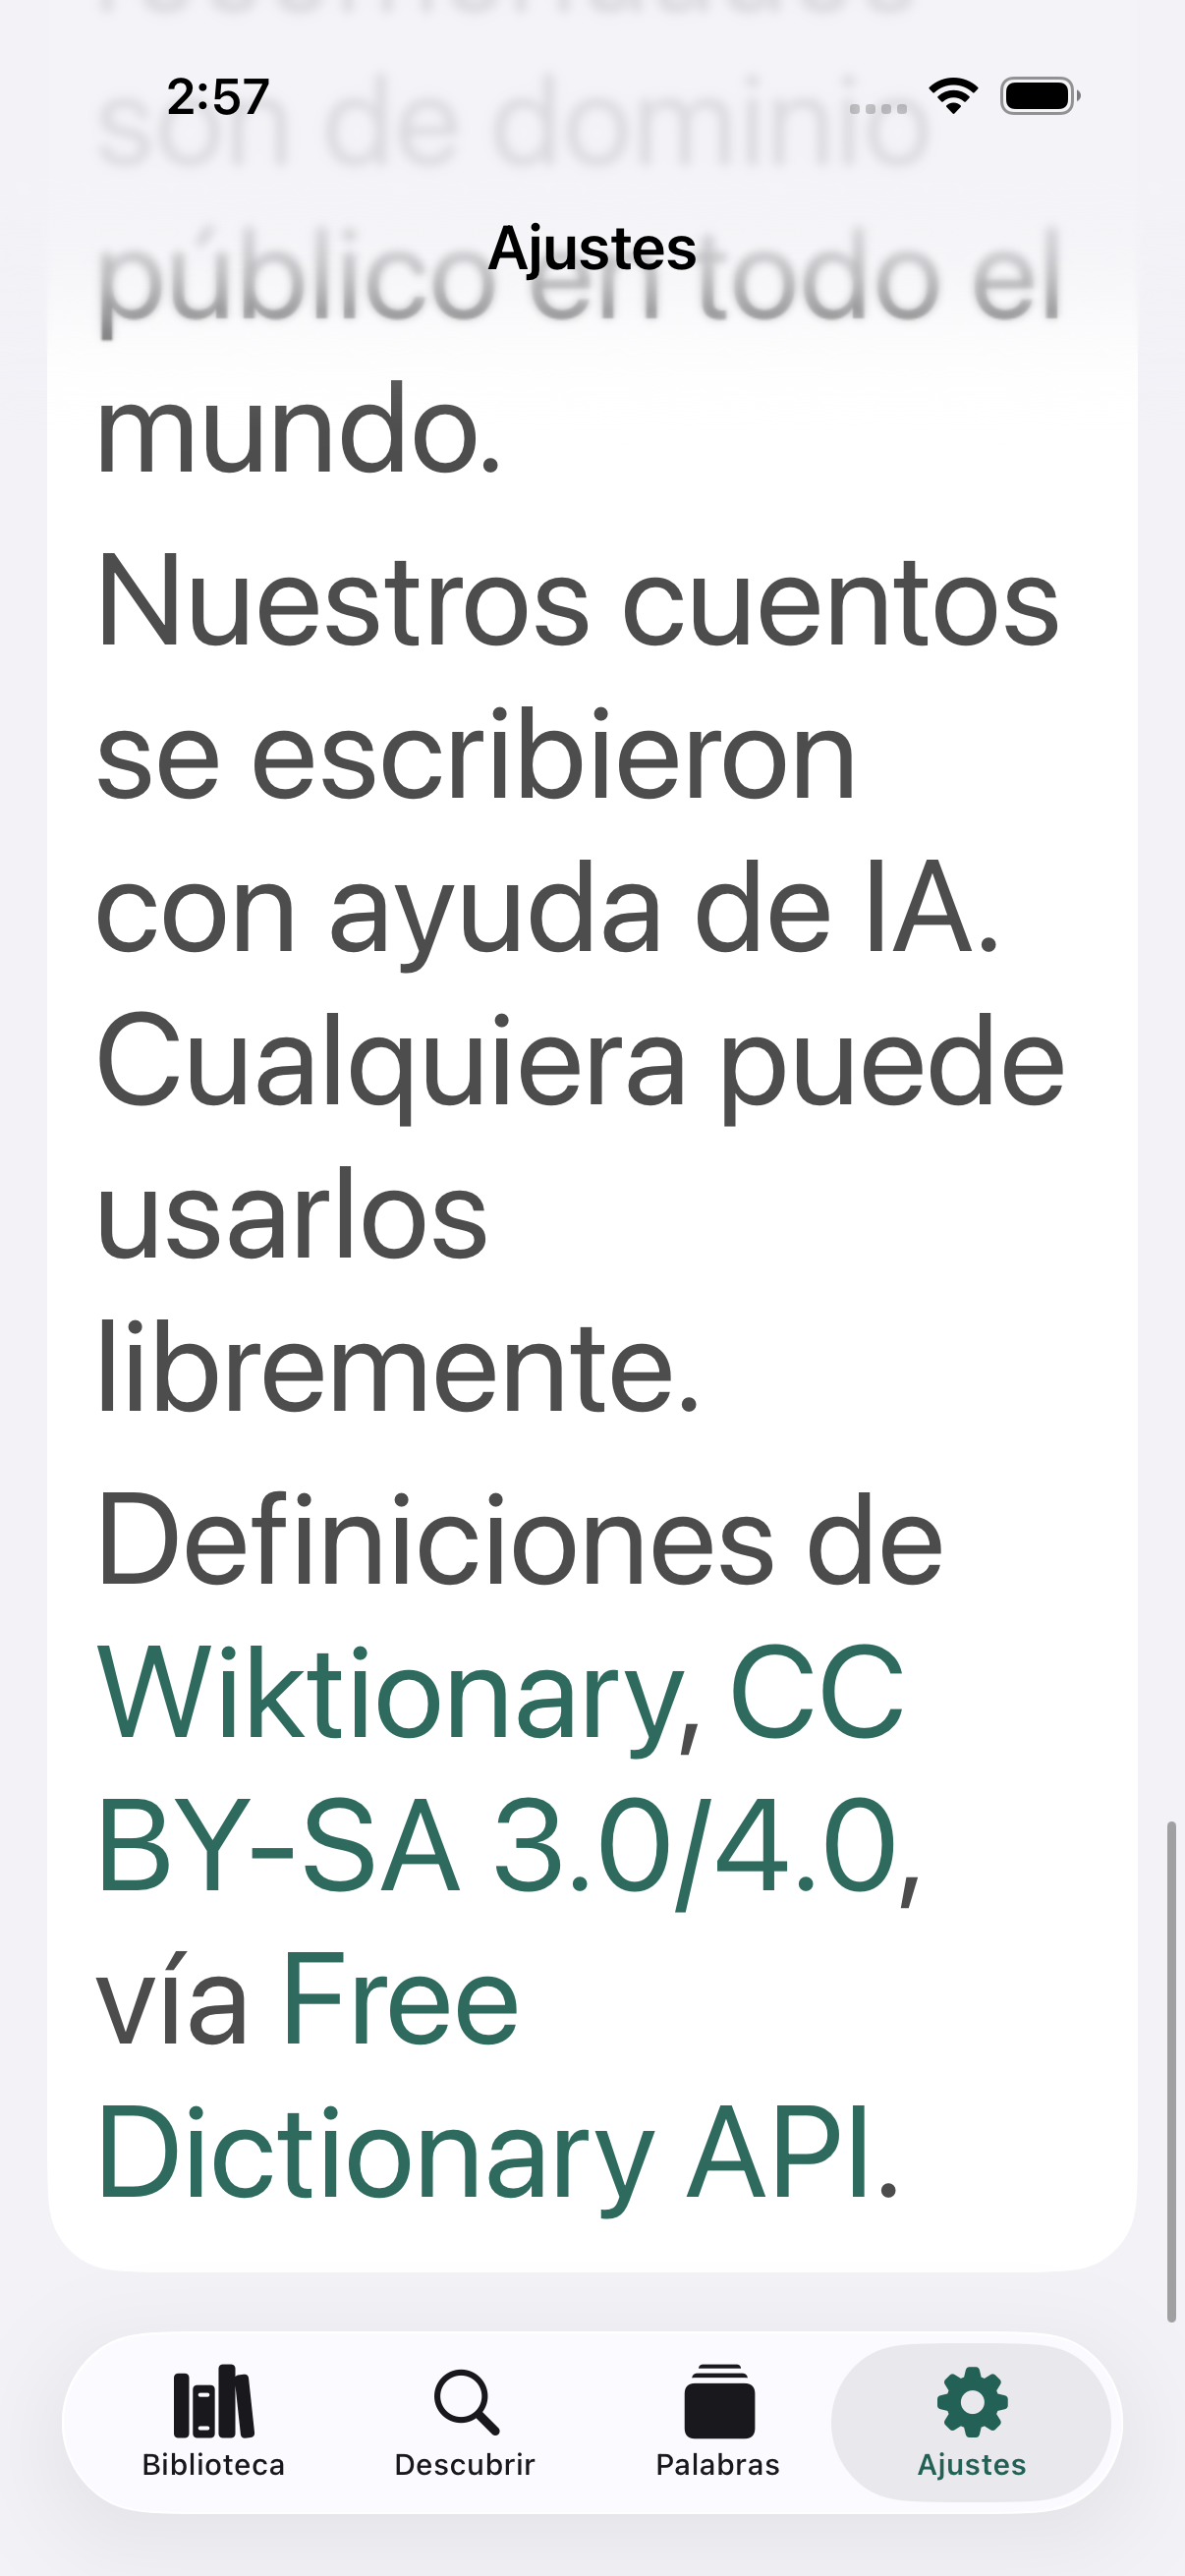 2:57
son de dominio
Ajustes
público en todo el
mundo.
Nuestros cuentos
se escribieron
con ayuda de IA.
Cualquiera puede
usarlos
libremente.
Definiciones de
Wiktionary, CC
BY-SA 3.0/4.0,
vía Free
Dictionary API.
Biblioteca
Descubrir
Palabras
Ajustes